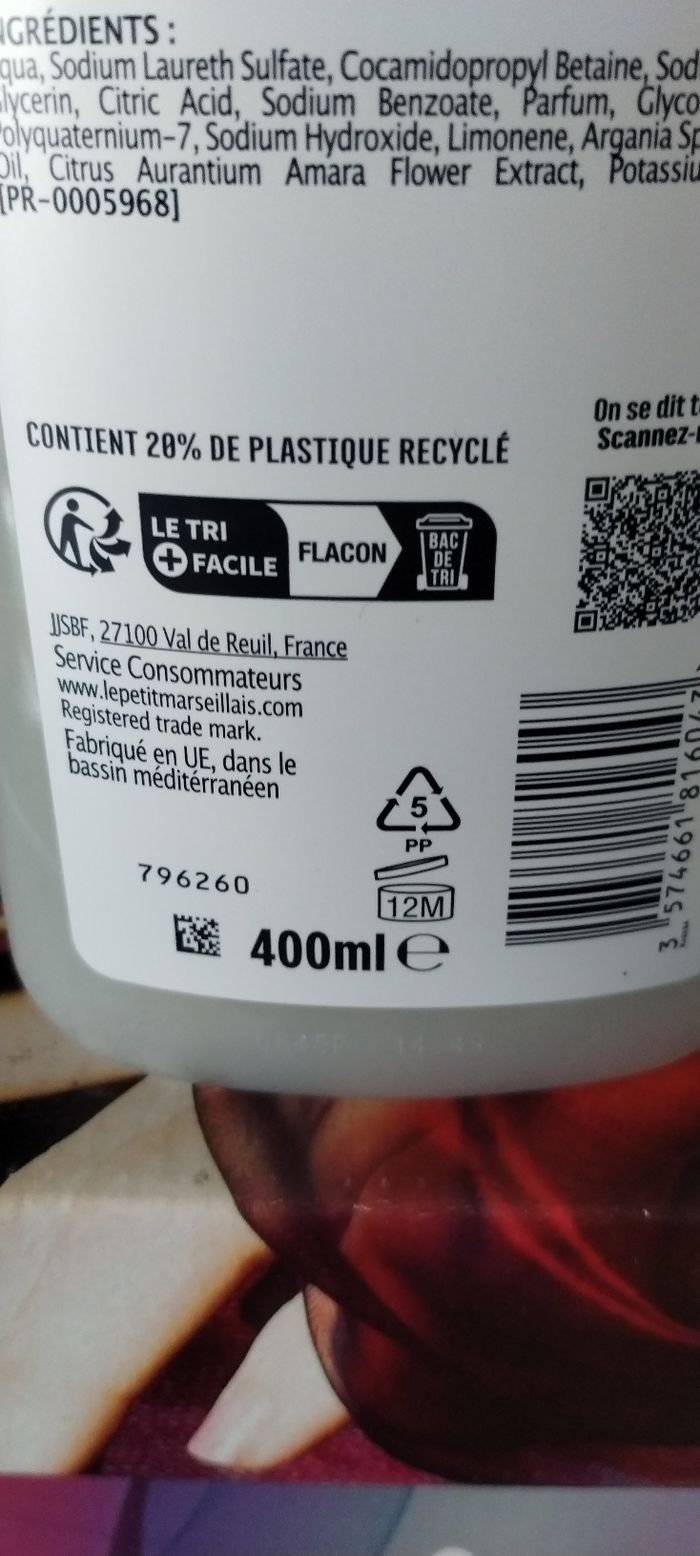 INGRÉDIENTS :
Aqua, Sodium Laureth Sulfate, Cocamidopropyl Betaine, Sod
Glycerin, Citric Acid, Sodium Benzoate, Parfum, Glyco
Polyquaternium-7, Sodium Hydroxide, Limonene, Argania Sp
Oil, Citrus Aurantium Amara Flower Extract, Potassiu
[PR-0005968]
On se dit t
Scannez-
CONTIENT 20% DE PLASTIQUE RECYCLÉ
LE TRI
+ FACILE
FLACON
BAC
DE
TRI
JJSBF, 27100 Val de Reuil, France
Service Consommateurs
www.lepetitmarseillais.com
Registered trade mark.
Fabriqué en UE, dans le
bassin méditérranéen
5
PP
12M
796260
400ml e
3 574661 81604